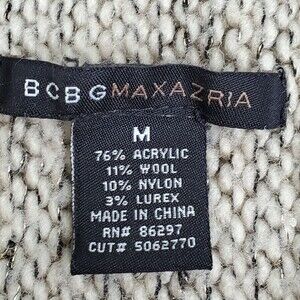 BCBGMAXAZRIA
M
76% ACRYLIC
11% WOOL
10% NYLON
3% LUREX
MADE IN CHINA
RN# 86297
CUT# 5062770